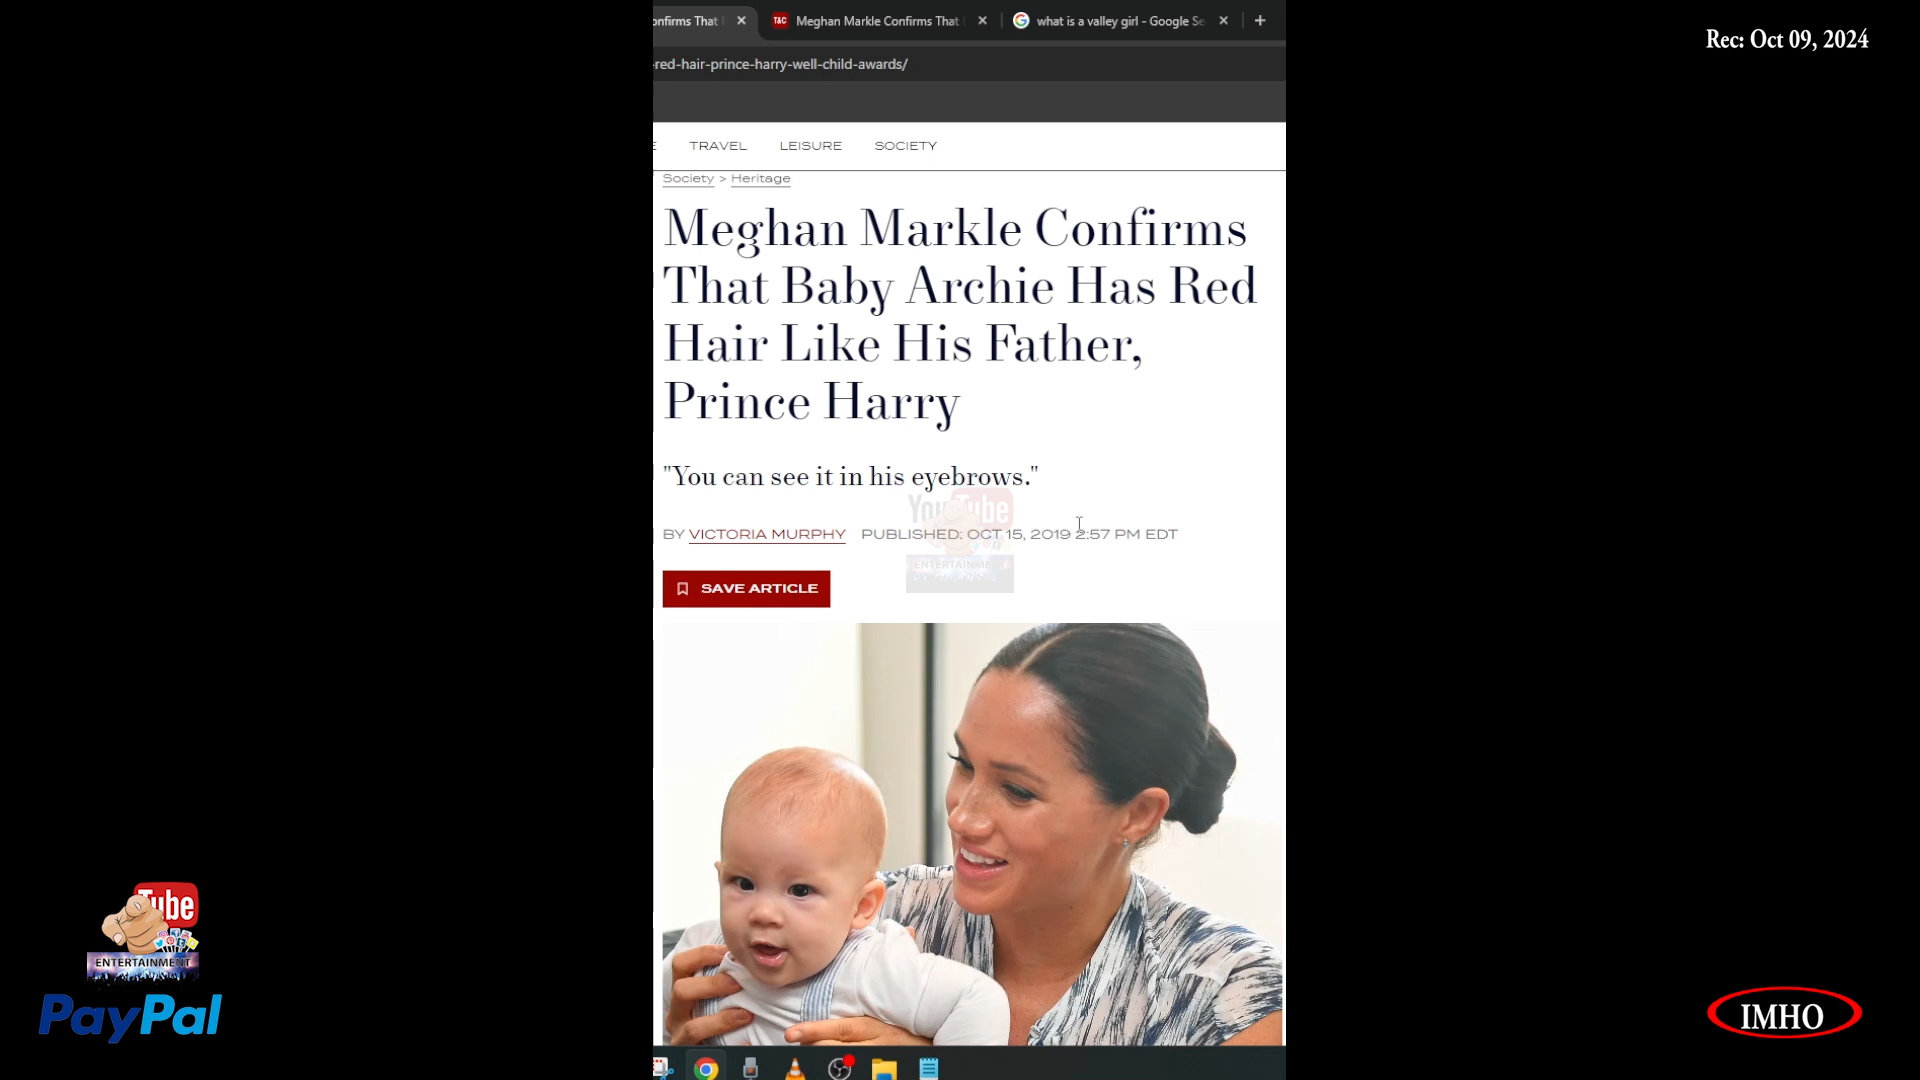 onfirms That
T&C Meghan Markle Confirms That
what is a valley girl - Google Se
Rec: Oct 09, 2024
-red-hair-prince-harry-well-child-awards/
E TRAVEL LEISURE SOCIETY
Society > Heritage
Meghan Markle Confirms
That Baby Archie Has Red
Hair Like His Father,
Prince Harry
"You can see it in his eyebrows."
YouTube
BY VICTORIA MURPHY PUBLISHED: OCT 15, 2019 2:57 PM EDT
ENTERTAINMENT
SAVE ARTICLE
Tube
ENTERTAINMENT
PayPal
IMHO